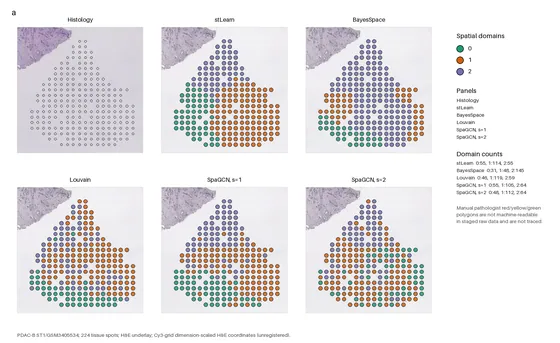 a
Histology
stLearn
BayesSpace
Louvain
SpaGCN, s=1
SpaGCN, s=2
Spatial domains
0
1
2
Panels
Histology
stLearn
BayesSpace
Louvain
SpaGCN, s=1
SpaGCN, s=2
Domain counts
stLearn 0:55, 1:114, 2:55
BayesSpace 0:31, 1:48, 2:145
Louvain 0:46, 1:119, 2:59
SpaGCN, s=1 0:55, 1:105, 2:64
SpaGCN, s=2 0:48, 1:112, 2:64
Manual pathologist red/yellow/green
polygons are not machine-readable
in staged raw data and are not traced
PDAC-B ST1/GSM3405534, 224 tissue spots; H&E underlay; Cy3-grid dimension-scaled H&E coordinates (unregistered).